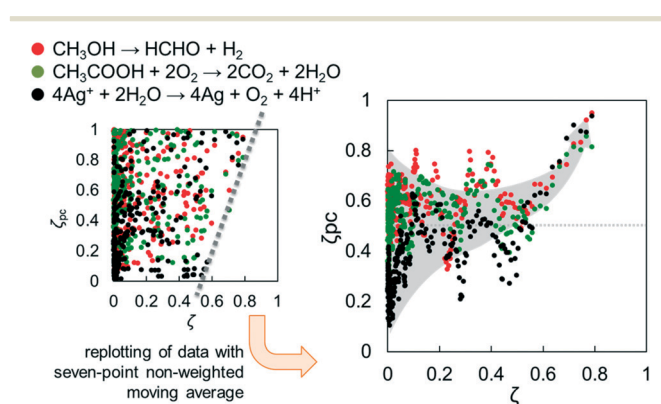 CH₃OH → HCHO + H₂
CH₃COOH + 2O₂ → 2CO₂ + 2H₂O
4Ag⁺ + 2H₂O → 4Ag + O₂ + 4H⁺
1
0.8
0.6
0.4
0.2
0
ζpc
0 0.2 0.4 0.6 0.8 1
ζ
replotting of data with
seven-point non-weighted
moving average
1
0.8
0.6
0.4
0.2
0
ζpc
0 0.2 0.4 0.6 0.8 1
ζ